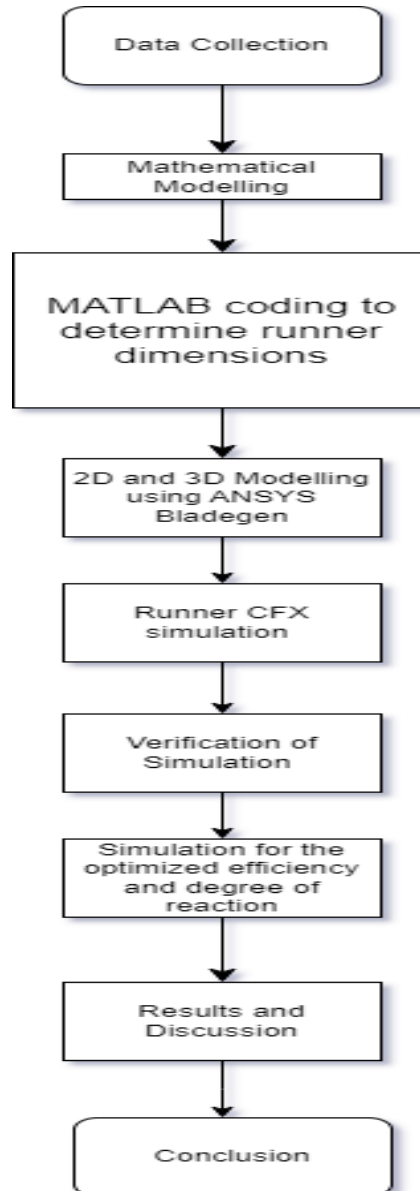 Data Collection
Mathematical
Modelling
MATLAB coding to
determine runner
dimensions
2D and 3D Modelling
using ANSYS
Bladegen
Runner CFX
simulation
Verification of
Simulation
Simulation for the
optimized efficiency
and degree of
reaction
Results and
Discussion
Conclusion